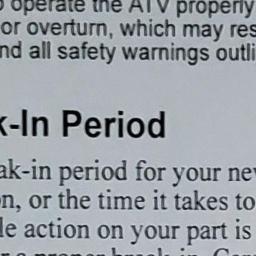 operate the ATV properly
or overturn, which may res
nd all safety warnings outli
k-In Period
ak-in period for your ne
n, or the time it takes to
le action on your part is